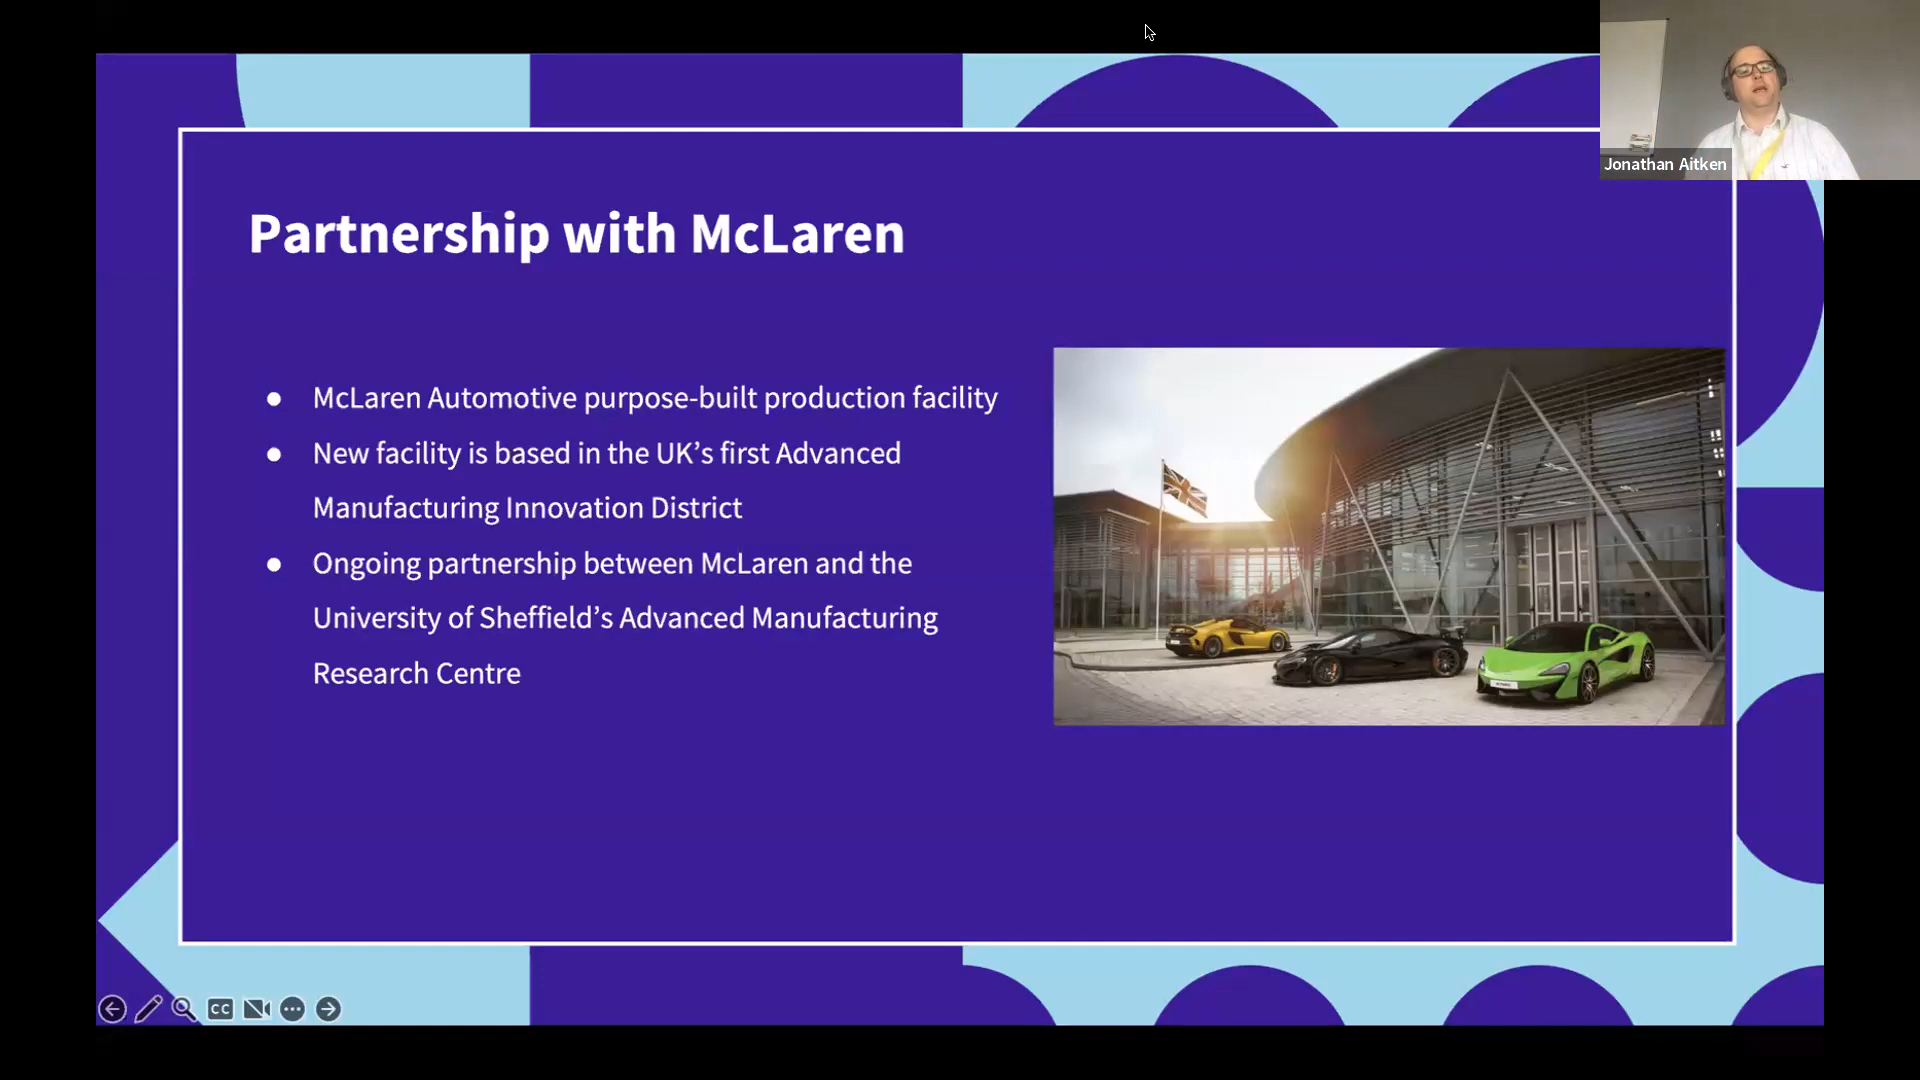 Jonathan Aitken
Partnership with McLaren
● McLaren Automotive purpose-built production facility
● New facility is based in the UK’s first Advanced
Manufacturing Innovation District
● Ongoing partnership between McLaren and the
University of Sheffield’s Advanced Manufacturing
Research Centre
CC